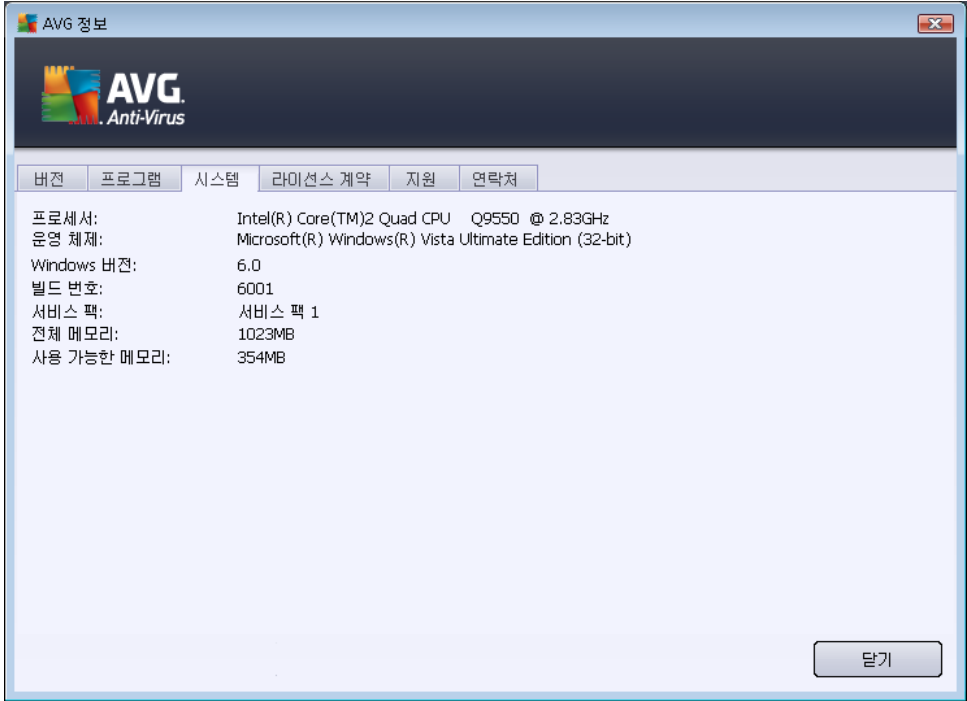 AVG 정보
AVG.
Anti-Virus
버전 프로그램 시스템 라이선스 계약 지원 연락처
프로세서: Intel(R) Core(TM)2 Quad CPU Q9550 @ 2.83GHz
운영 체제: Microsoft(R) Windows(R) Vista Ultimate Edition (32-bit)
Windows 버전: 6.0
빌드 번호: 6001
서비스 팩: 서비스 팩 1
전체 메모리: 1023MB
사용 가능한 메모리: 354MB
닫기